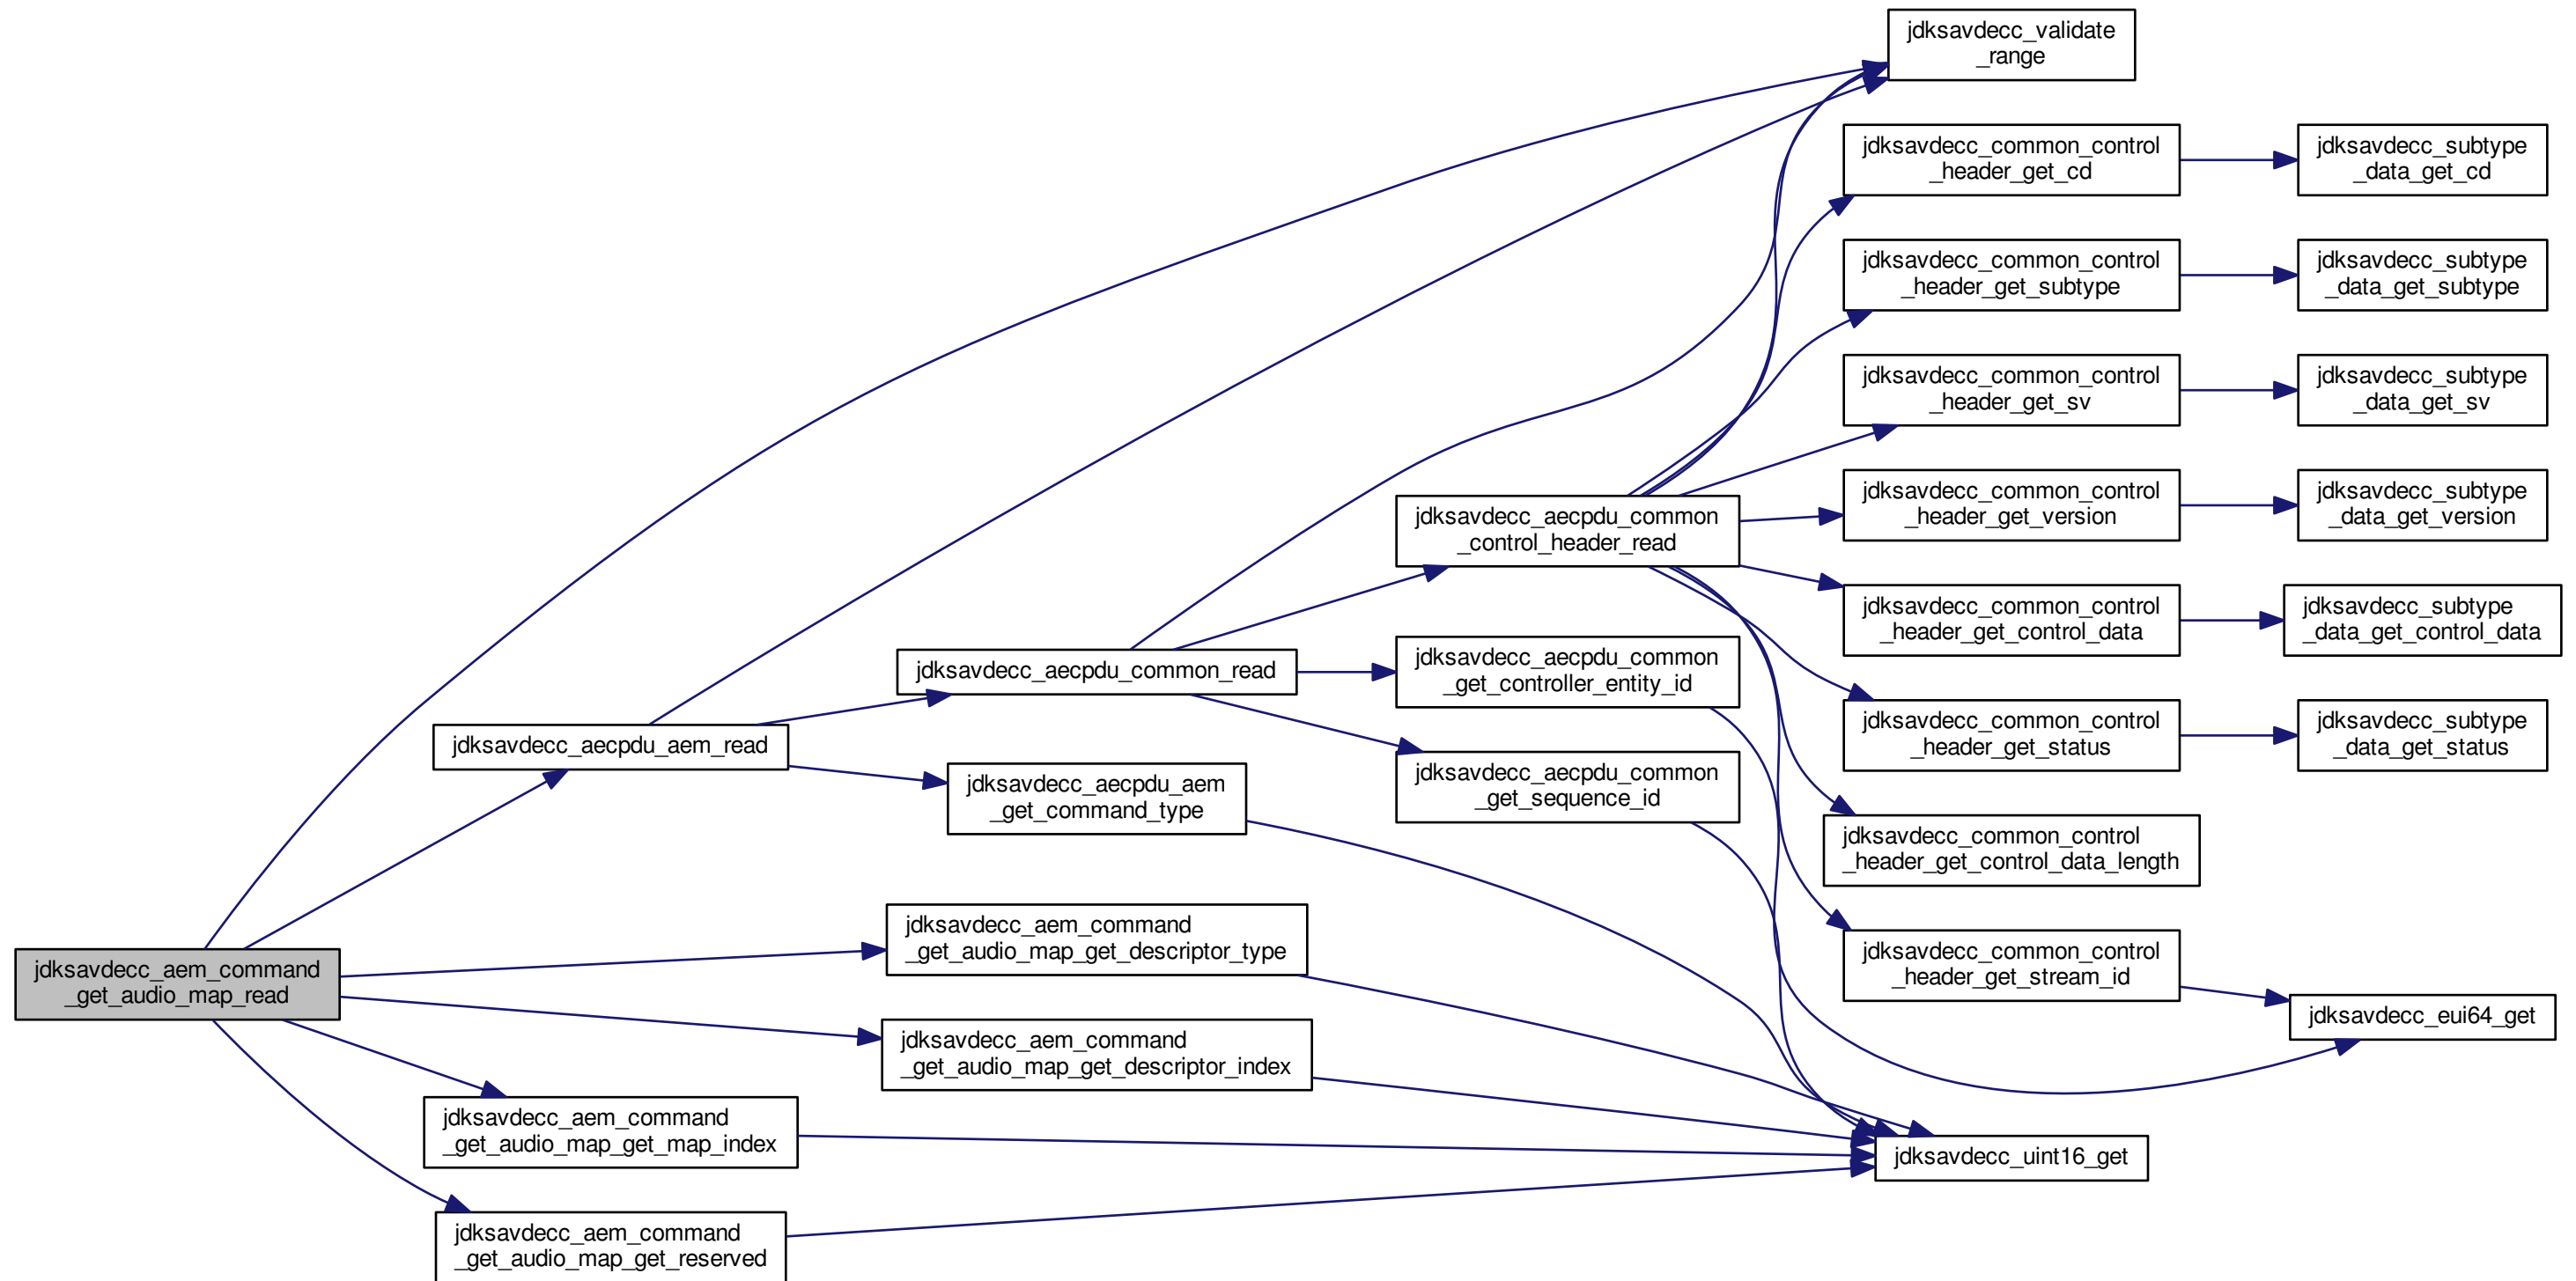 jdksavdecc_aem_command
_get_audio_map_read
jdksavdecc_aecpdu_aem_read
jdksavdecc_aem_command
_get_audio_map_get_map_index
jdksavdecc_aem_command
_get_audio_map_get_reserved
jdksavdecc_aecpdu_common_read
jdksavdecc_aecpdu_aem
_get_command_type
jdksavdecc_aem_command
_get_audio_map_get_descriptor_type
jdksavdecc_aem_command
_get_audio_map_get_descriptor_index
jdksavdecc_aecpdu_common
_control_header_read
jdksavdecc_aecpdu_common
_get_controller_entity_id
jdksavdecc_aecpdu_common
_get_sequence_id
jdksavdecc_validate
_range
jdksavdecc_common_control
_header_get_cd
jdksavdecc_common_control
_header_get_subtype
jdksavdecc_common_control
_header_get_sv
jdksavdecc_common_control
_header_get_version
jdksavdecc_common_control
_header_get_control_data
jdksavdecc_common_control
_header_get_status
jdksavdecc_common_control
_header_get_control_data_length
jdksavdecc_common_control
_header_get_stream_id
jdksavdecc_uint16_get
jdksavdecc_subtype
_data_get_cd
jdksavdecc_subtype
_data_get_subtype
jdksavdecc_subtype
_data_get_sv
jdksavdecc_subtype
_data_get_version
jdksavdecc_subtype
_data_get_control_data
jdksavdecc_subtype
_data_get_status
jdksavdecc_eui64_get